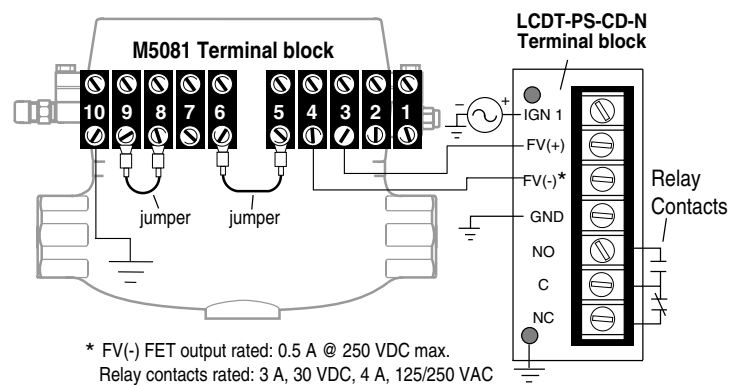 LCDT-PS-CD-N
Terminal block
M5081 Terminal block
10 9 8 7 6 5 4 3 2 1
− + IGN 1
FV(+)
FV(-)*
GND
NO
C
NC
Relay
Contacts
jumper jumper
* FV(-) FET output rated: 0.5 A @ 250 VDC max.
Relay contacts rated: 3 A, 30 VDC, 4 A, 125/250 VAC